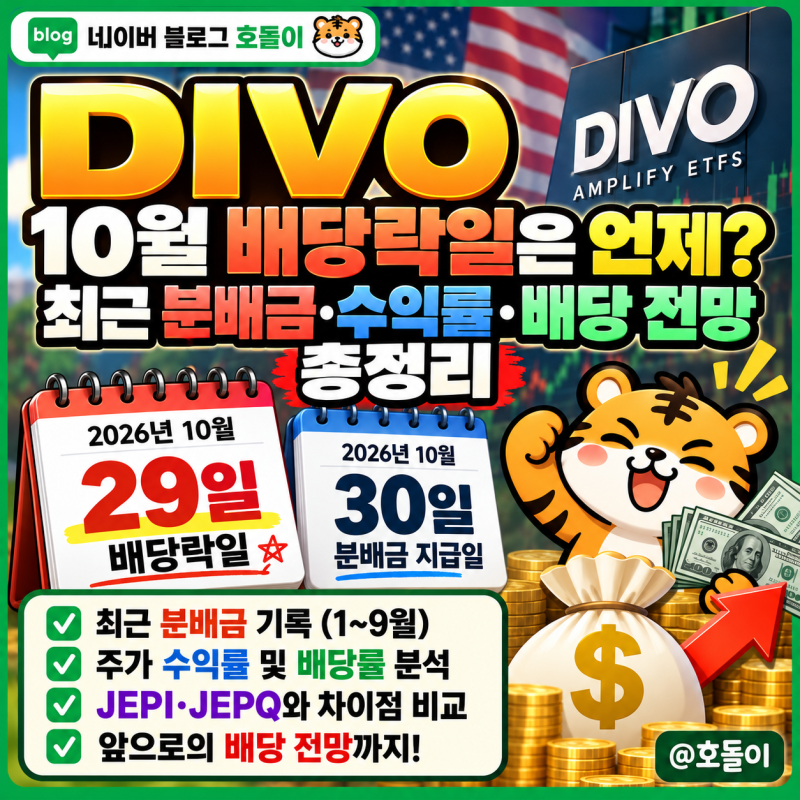 blog 네이버 블로그 호돌이
DIVO
DIVO
AMPLIFY ETFS
10월 배당락일은 언제?
최근 분배금·수익률·배당 전망
총정리
2026년 10월
29일
배당락일
2026년 10월
30일
분배금 지급일
최근 분배금 기록 (1~9월)
주가 수익률 및 배당률 분석
JEPI·JEPQ와 차이점 비교
앞으로의 배당 전망까지!
$
@호돌이